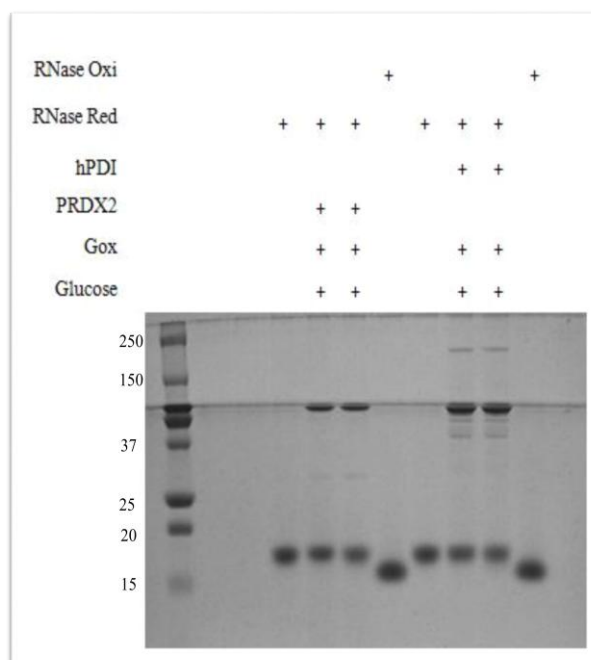 RNase Oxi + +
RNase Red + + + + + +
hPDI + +
PRDX2 + +
Gox + + + +
Glucose + + + +
250
150
37
25
20
15